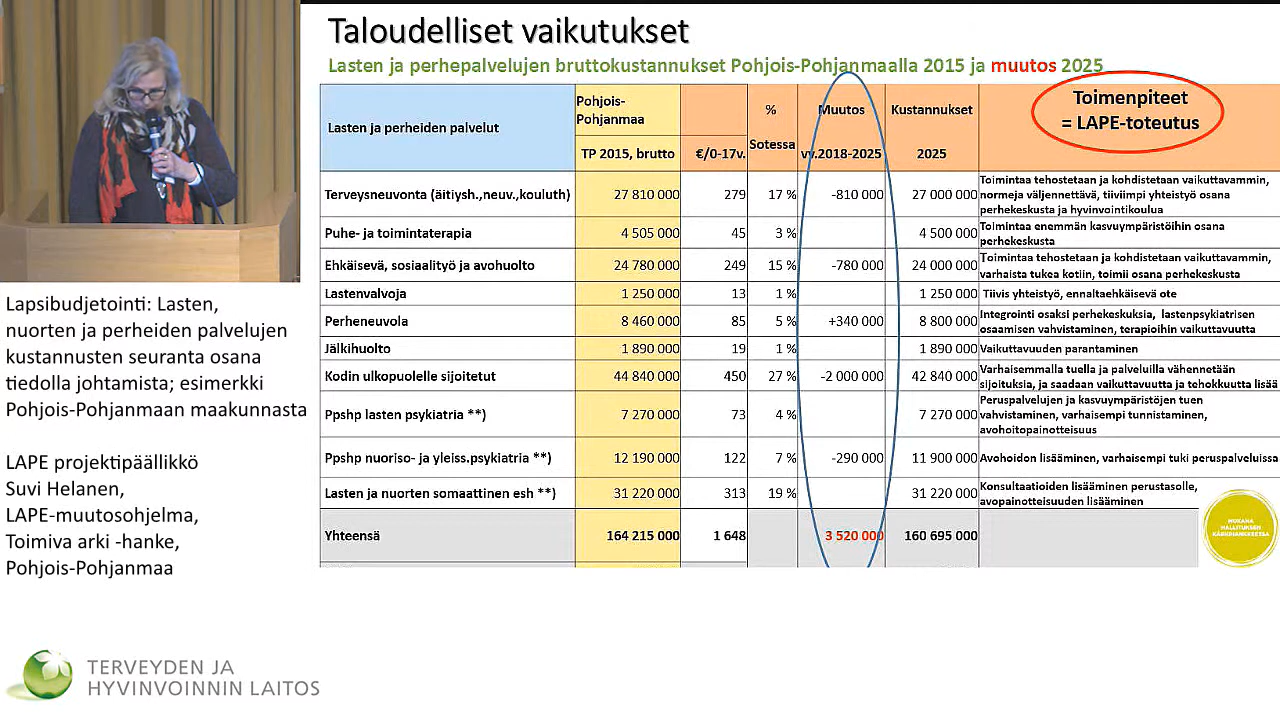 Taloudelliset vaikutukset
Lasten ja perhepalvelujen bruttokustannukset Pohjois-Pohjanmaalla 2015 ja muutos 2025
Lasten ja perheiden palvelut
Pohjois-
Pohjanmaa
TP 2015, brutto
€/0-17v.
%
Sotessa
Muutos
vv.2018-2025
Kustannukset
2025
Toimenpiteet
= LAPE-toteutus
Terveysneuvonta (äitiysh.,neuv.,kouluth) 27 810 000 279 17 % -810 000 27 000 000
Toimintaa tehostetaan ja kohdistetaan vaikuttavammin,
normeja väljennettävä, tiiviimpi yhteistyö osana
perhekeskusta ja hyvinvointikoulua
Puhe- ja toimintaterapia 4 505 000 45 3 % 4 500 000
Toimintaa enemmän kasvuympäristöihin osana
perhekeskusta
Ehkäisevä, sosiaalityö ja avohuolto 24 780 000 249 15 % -780 000 24 000 000
Toimintaa tehostetaan ja kohdistetaan vaikuttavammin,
varhaista tukea kotiin, toimii osana perhekeskusta
Lastenvalvoja 1 250 000 13 1 % 1 250 000 Tiivis yhteistyö, ennaltaehkäisevä ote
Perheneuvola 8 460 000 85 5 % +340 000 8 800 000
Integrointi osaksi perhekeskuksia, lastenpsykiatrisen
osaamisen vahvistaminen, terapioihin vaikuttavuutta
Jälkihuolto 1 890 000 19 1 % 1 890 000 Vaikuttavuuden parantaminen
Kodin ulkopuolelle sijoitetut 44 840 000 450 27 % -2 000 000 42 840 000
Varhaisemmalla tuella ja palveluilla vähennetään
sijoituksia, ja saadaan vaikuttavuutta ja tehokkuutta lisää
Ppshp lasten psykiatria **) 7 270 000 73 4 % 7 270 000
Peruspalvelujen ja kasvuympäristöjen tuen
vahvistaminen, varhaisempi tunnistaminen,
avohoitopainotteisuus
Ppshp nuoriso- ja yleiss.psykiatria **) 12 190 000 122 7 % -290 000 11 900 000 Avohoidon lisääminen, varhaisempi tuki peruspalveluissa
Lasten ja nuorten somaattinen esh **) 31 220 000 313 19 % 31 220 000
Konsultaatioiden lisääminen perustasolle,
avopainotteisuuden lisääminen
Yhteensä 164 215 000 1 648 3 520 000 160 695 000
MUKANA
HALLITUKSEN
KÄRKIHANKKEETSA
Lapsibudjetointi: Lasten,
nuorten ja perheiden palvelujen
kustannusten seuranta osana
tiedolla johtamista; esimerkki
Pohjois-Pohjanmaan maakunnasta
LAPE projektipäällikkö
Suvi Helanen,
LAPE-muutosohjelma,
Toimiva arki -hanke,
Pohjois-Pohjanmaa
TERVEYDEN JA
HYVINVOINNIN LAITOS